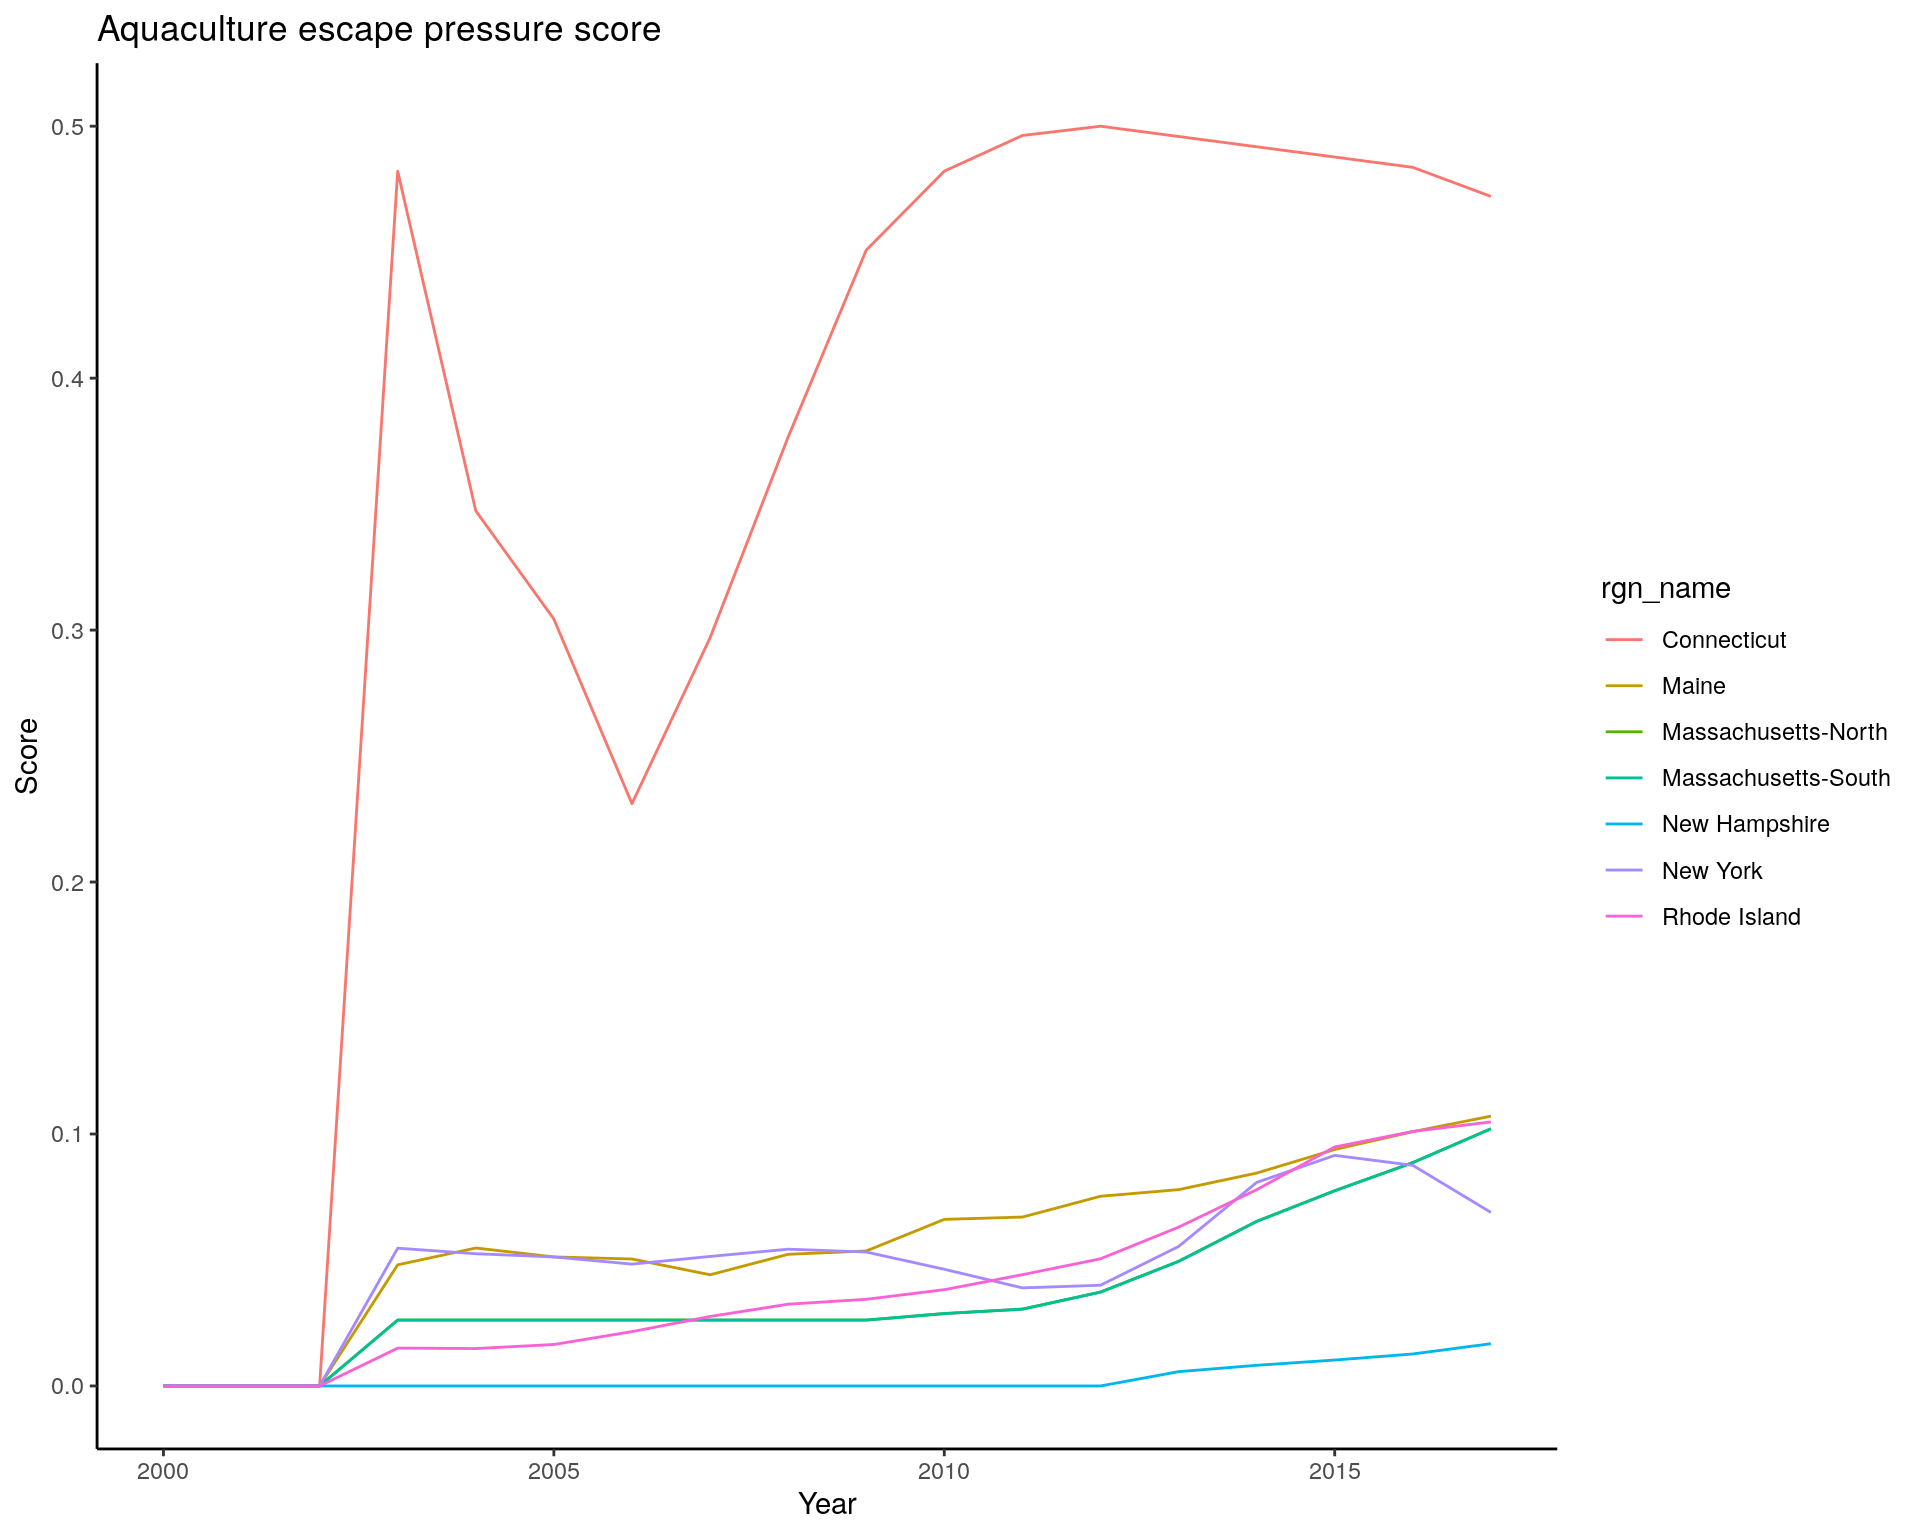 Aquaculture escape pressure score
0.5
0.4
0.3
0.2
0.1
0.0
Score
2000 2005 2010 2015
Year
rgn_name
Connecticut
Maine
Massachusetts-North
Massachusetts-South
New Hampshire
New York
Rhode Island